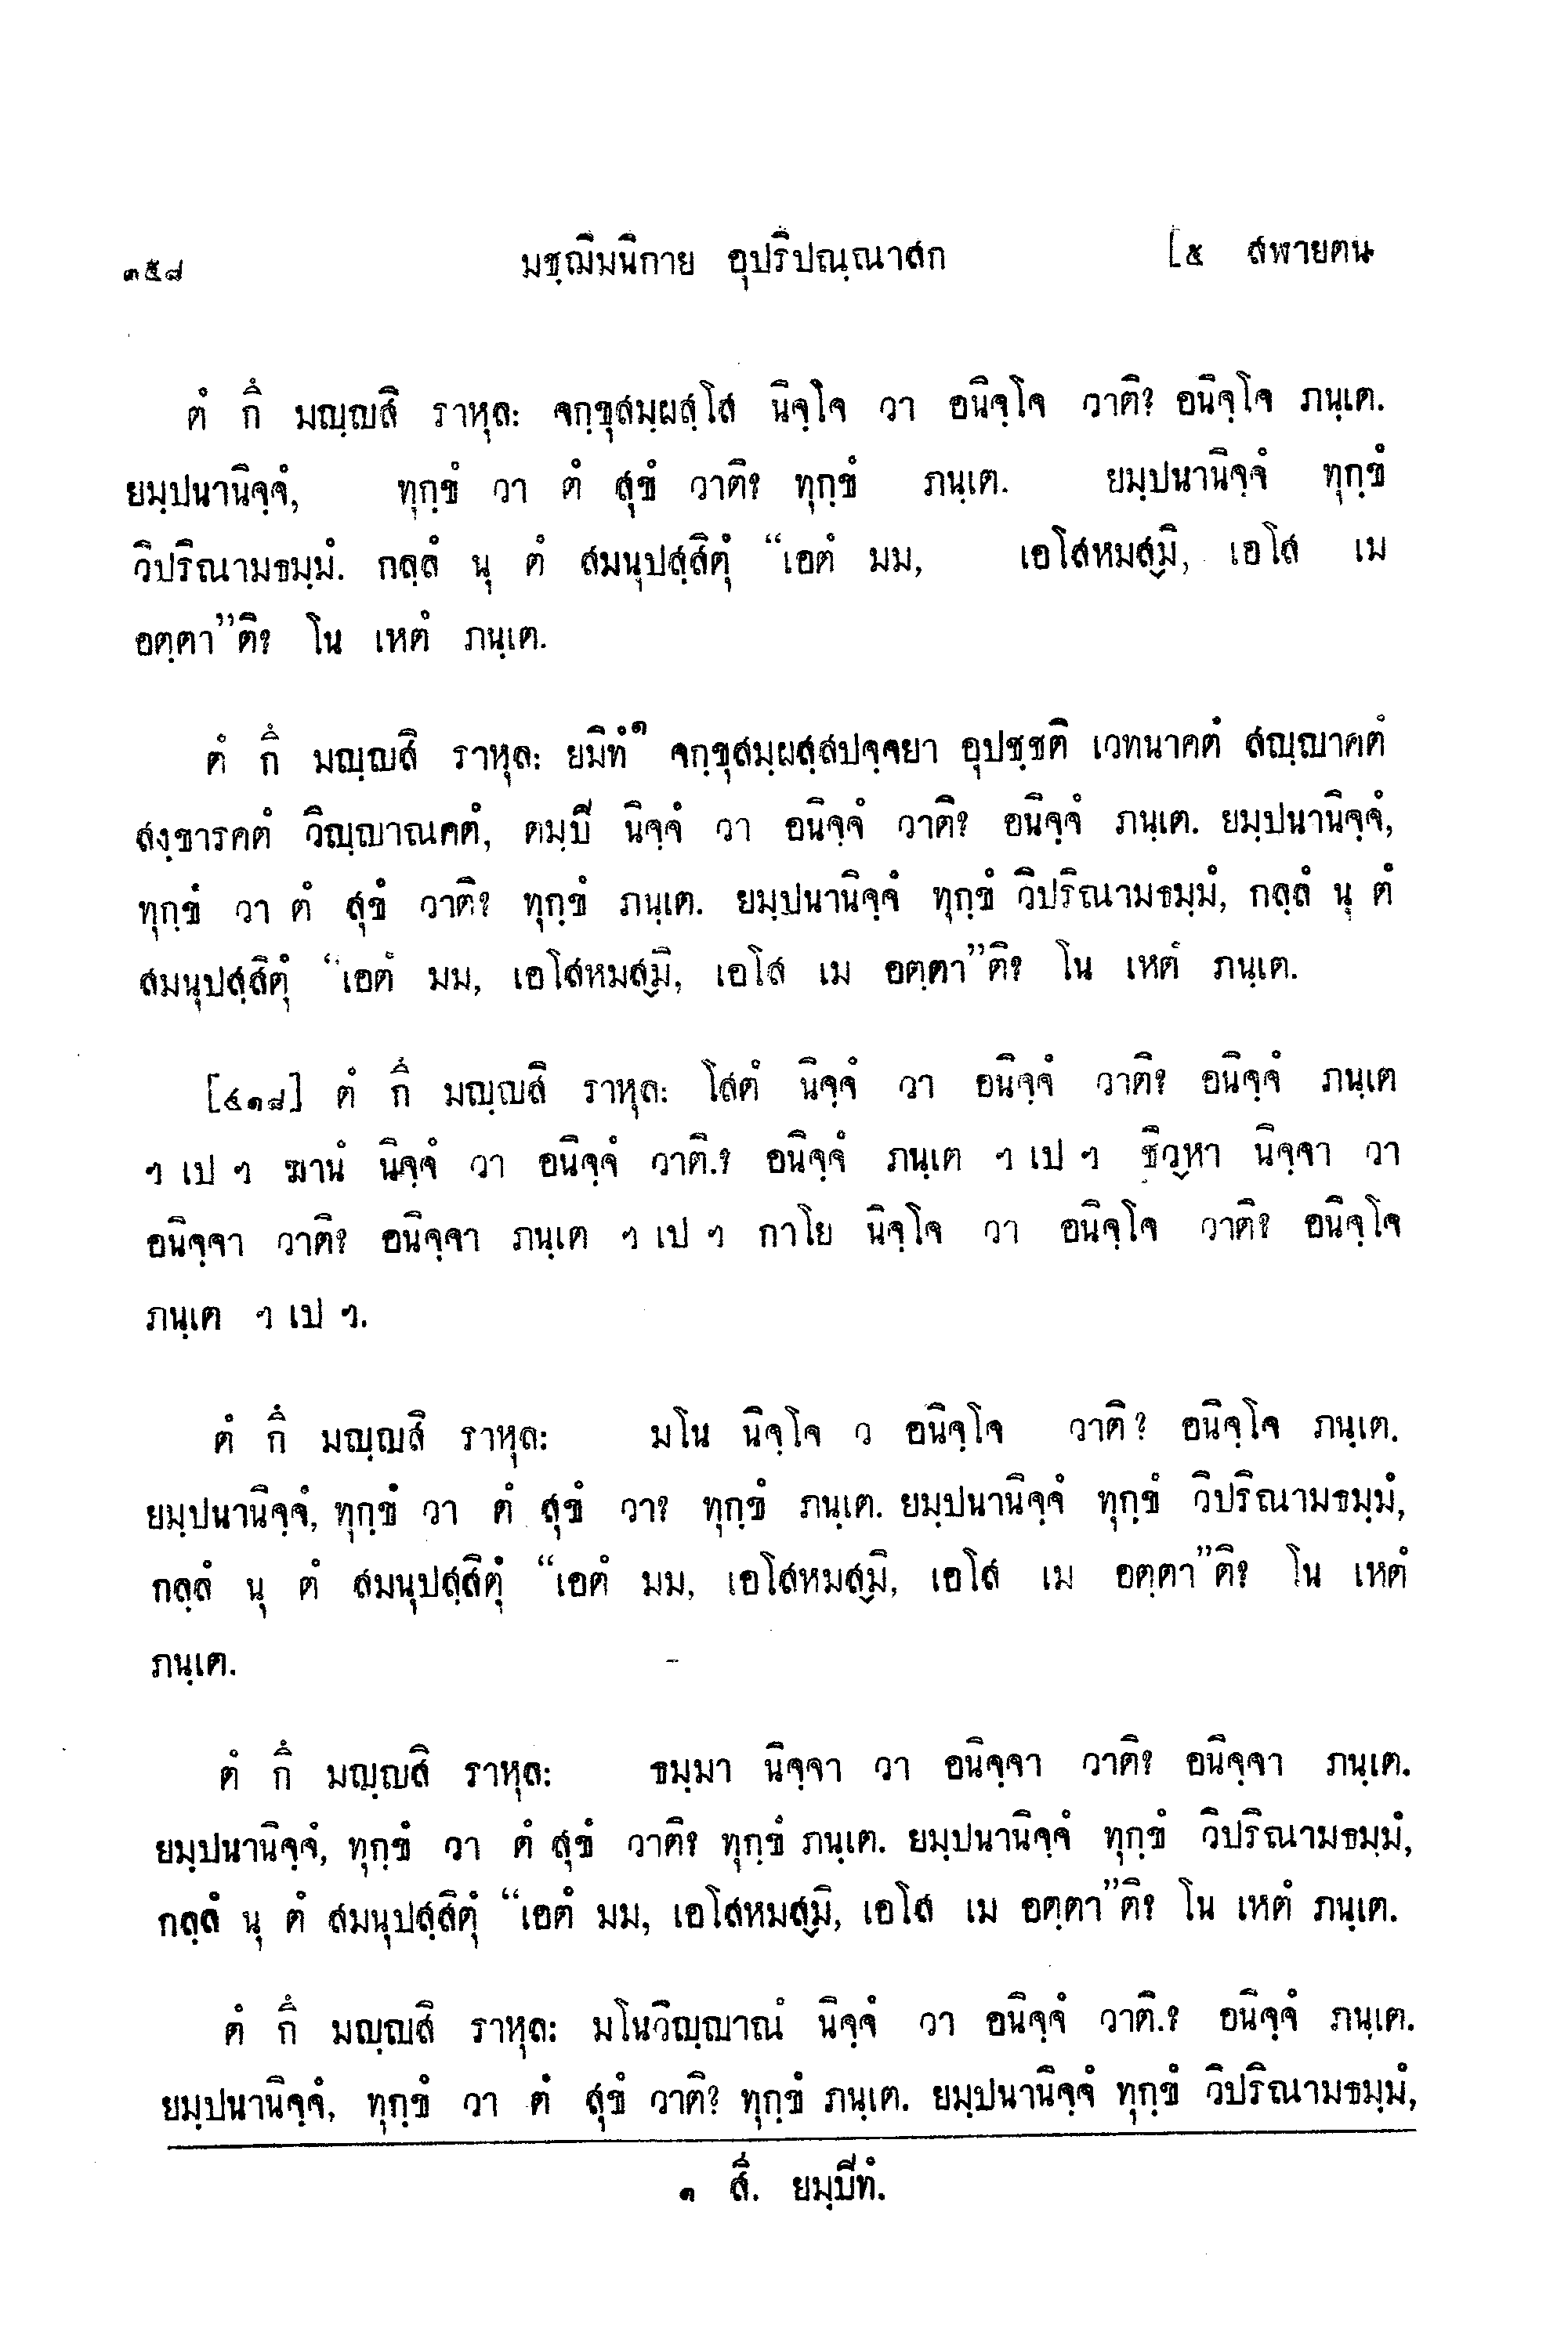 ๓๕๘ มชฺฌิมนิกาย อุปริปณฺณาสก [๕ สฬายตน
ตํ กึ มญฺญสิ ราหุล: จกฺขุสมฺผสฺโส นิจฺโจ วา อนิจฺโจ วาติ? อนิจฺโจ ภนฺเต.
ยมฺปนานิจฺจํ, ทุกฺขํ วา ตํ สุขํ วาติ? ทุกฺขํ ภนฺเต. ยมฺปนานิจฺจํ ทุกฺขํ
วิปริณามธมฺมํ. กลฺลํ นุ ตํ สมนุปสฺสิตุํ “เอตํ มม, เอโสหมสฺมิ, เอโส เม
อตฺตา”ติ? โน เหตํ ภนฺเต.
ตํ กึ มญฺญสิ ราหุล: ยมิทํ๑ จกฺขุสมฺผสฺสปจฺจยา อุปชฺชติ เวทนาคตํ สญฺญาคตํ
สงฺขารคตํ วิญฺญาณคตํ, ตมฺปิ นิจฺจํ วา อนิจฺจํ วาติ? อนิจฺจํ ภนฺเต. ยมฺปนานิจฺจํ,
ทุกฺขํ วา ตํ สุขํ วาติ? ทุกฺขํ ภนฺเต. ยมฺปนานิจฺจํ ทุกฺขํ วิปริณามธมฺมํ, กลฺลํ นุ ตํ
สมนุปสฺสิตุํ “เอตํ มม, เอโสหมสฺมิ, เอโส เม อตฺตา”ติ? โน เหตํ ภนฺเต.
[๔๑๘] ตํ กึ มญฺญสิ ราหุล: โสตํ นิจฺจํ วา อนิจฺจํ วาติ? อนิจฺจํ ภนฺเต
ฯ เป ฯ ฆานํ นิจฺจํ วา อนิจฺจํ วาติ.? อนิจฺจํ ภนฺเต ฯ เป ฯ ชิวฺหา นิจฺจา วา
อนิจฺจา วาติ? อนิจฺจา ภนฺเต ฯ เป ฯ กาโย นิจฺโจ วา อนิจฺโจ วาติ? อนิจฺโจ
ภนฺเต ฯ เป ฯ.
ตํ กึ มญฺญสิ ราหุล: มโน นิจฺโจ ว อนิจฺโจ วาติ? อนิจฺโจ ภนฺเต.
ยมฺปนานิจฺจํ, ทุกฺขํ วา ตํ สุขํ วา? ทุกฺขํ ภนฺเต. ยมฺปนานิจฺจํ ทุกฺขํ วิปริณามธมฺมํ,
กลฺลํ นุ ตํ สมนุปสฺสิตุํ “เอตํ มม, เอโสหมสฺมิ, เอโส เม อตฺตา”ติ? โน เหตํ
ภนฺเต.
ตํ กึ มญฺญสิ ราหุล: ธมฺมา นิจฺจา วา อนิจฺจา วาติ? อนิจฺจา ภนฺเต.
ยมฺปนานิจฺจํ, ทุกฺขํ วา ตํ สุขํ วาติ? ทุกฺขํ ภนฺเต. ยมฺปนานิจฺจํ ทุกฺขํ วิปริณามธมฺมํ,
กลฺลํ นุ ตํ สมนุปสฺสิตุํ “เอตํ มม, เอโสหมสฺมิ, เอโส เม อตฺตา”ติ? โน เหตํ ภนฺเต.
ตํ กึ มญฺญสิ ราหุล: มโนวิญฺญาณํ นิจฺจํ วา อนิจฺจํ วาติ.? อนิจฺจํ ภนฺเต.
ยมฺปนานิจฺจํ, ทุกฺขํ วา ตํ สุขํ วาติ? ทุกฺขํ ภนฺเต. ยมฺปนานิจฺจํ ทุกฺขํ วิปริณามธมฺมํ,
๑ สี. ยมฺปิทํ.